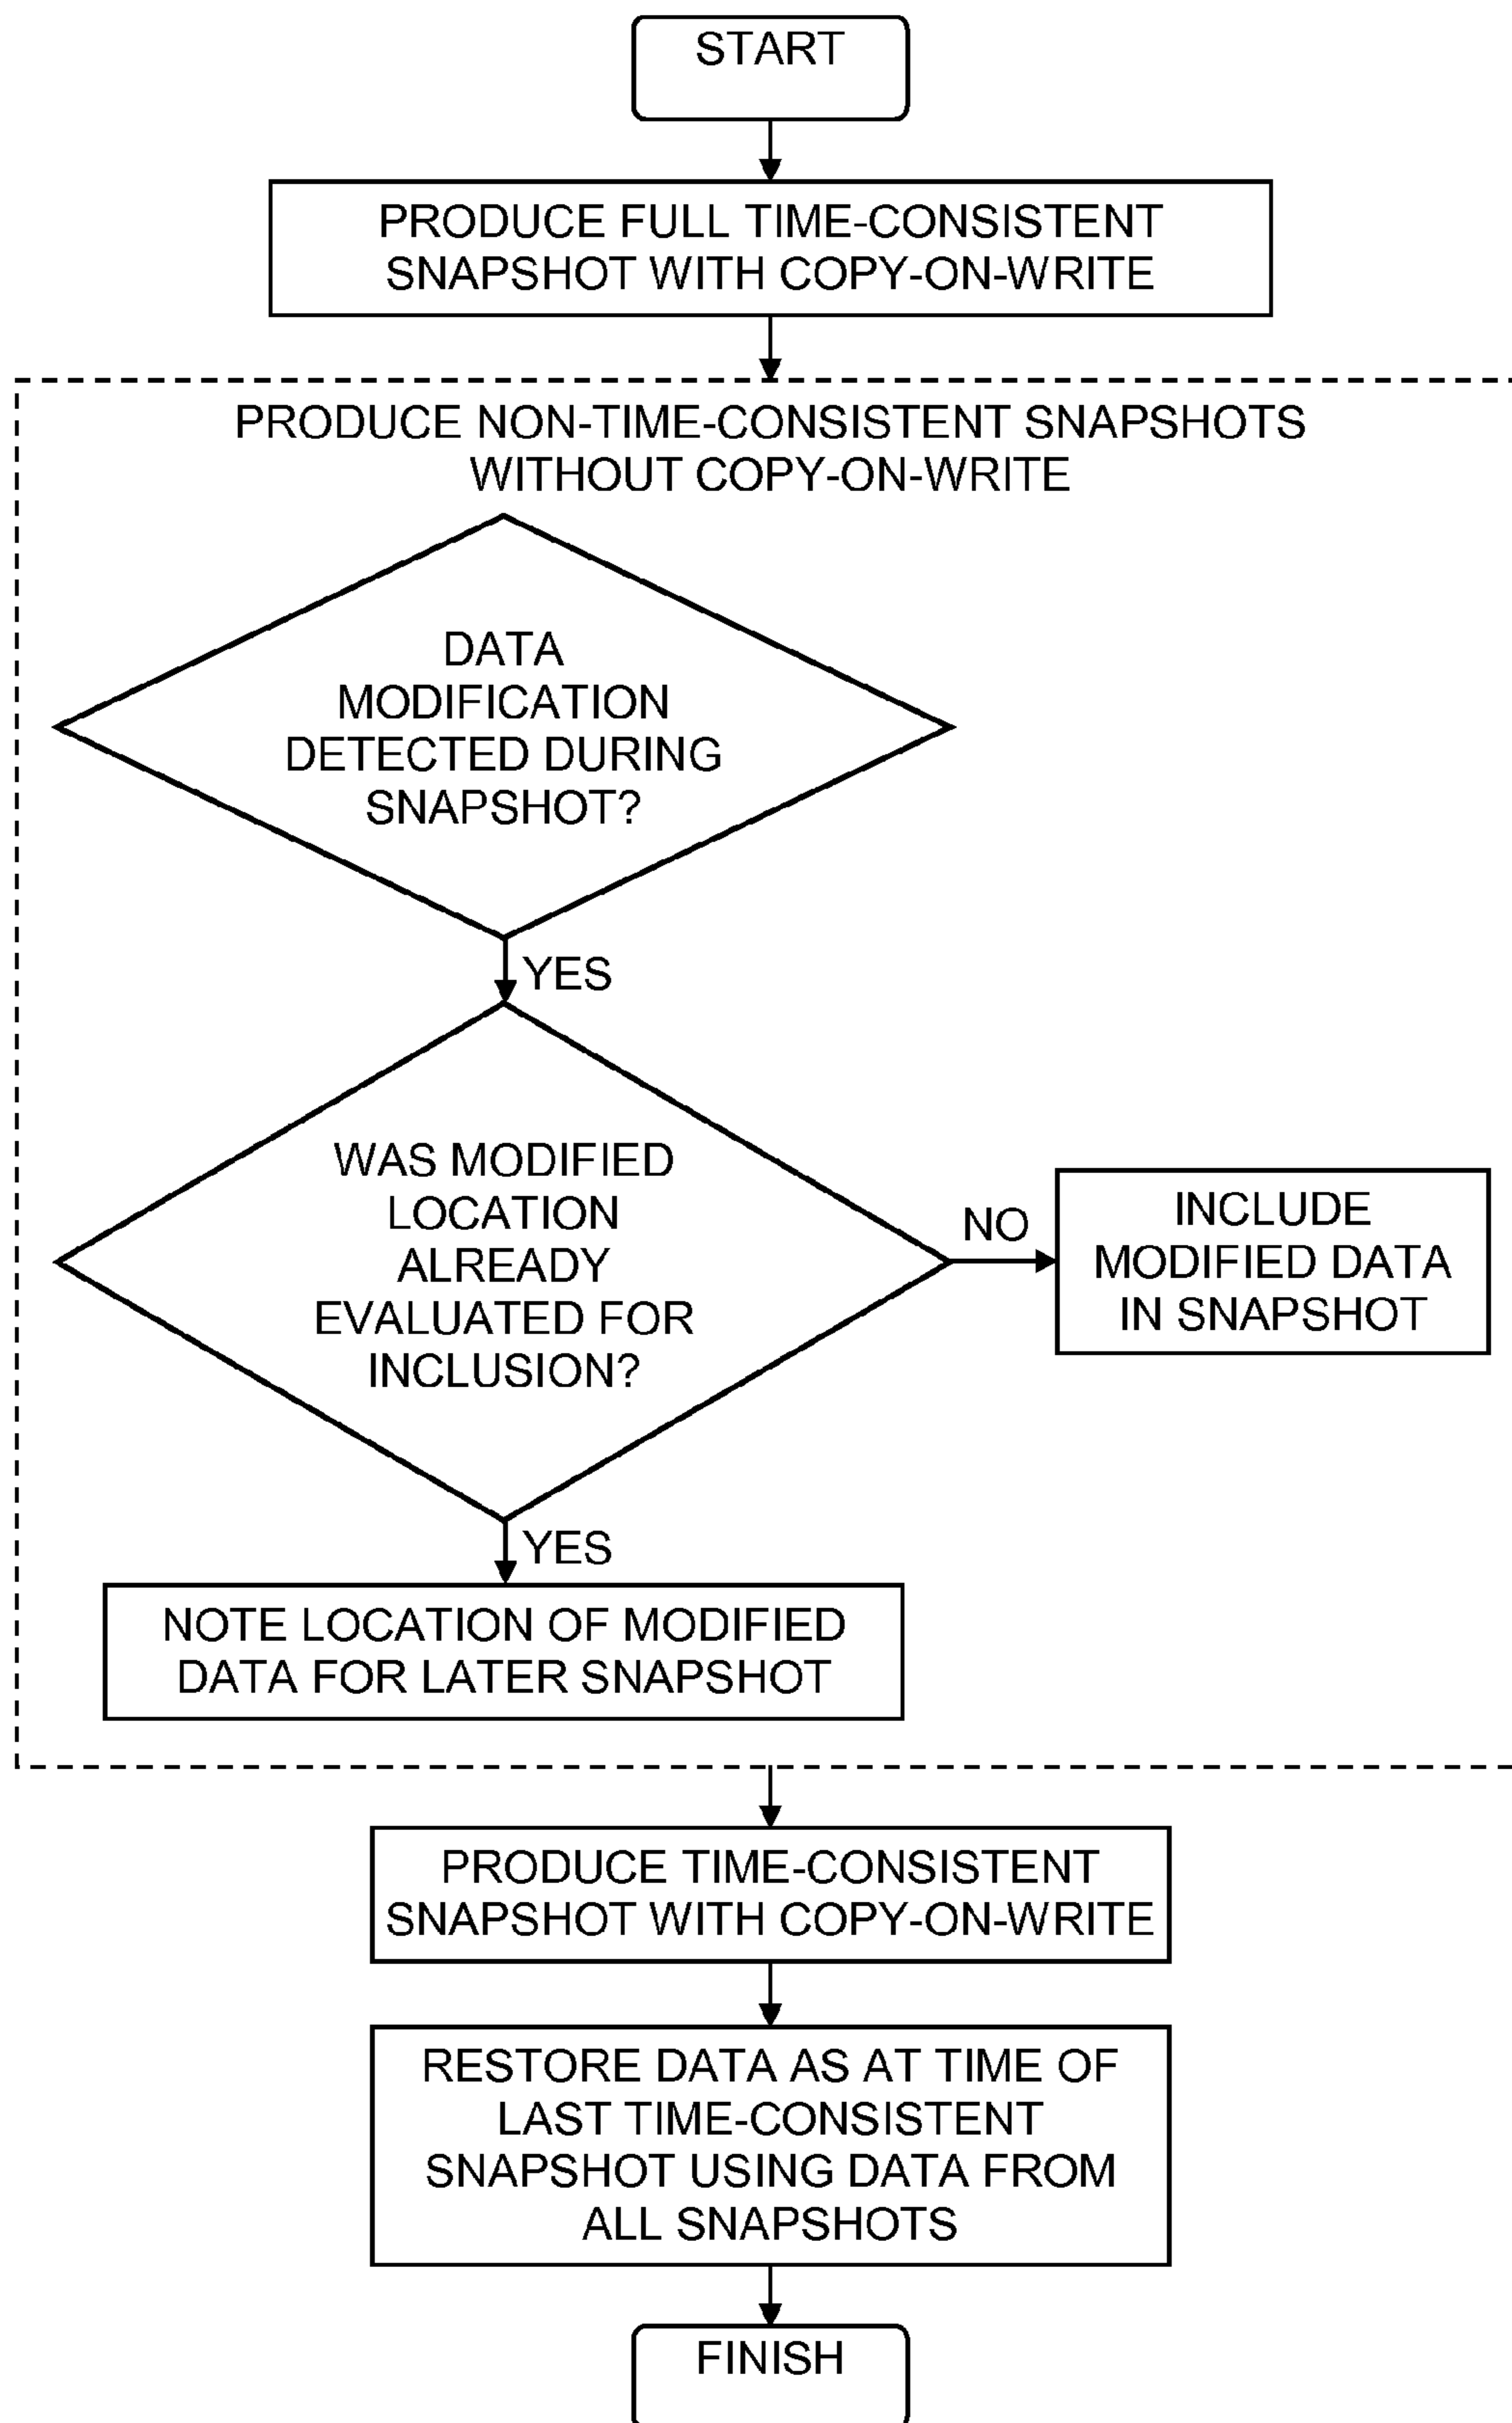 START
PRODUCE FULL TIME-CONSISTENT
SNAPSHOT WITH COPY-ON-WRITE
PRODUCE NON-TIME-CONSISTENT SNAPSHOTS
WITHOUT COPY-ON-WRITE
DATA
MODIFICATION
DETECTED DURING
SNAPSHOT?
YES
WAS MODIFIED
LOCATION
ALREADY
EVALUATED FOR
INCLUSION?
NO
INCLUDE
MODIFIED DATA
IN SNAPSHOT
YES
NOTE LOCATION OF MODIFIED
DATA FOR LATER SNAPSHOT
PRODUCE TIME-CONSISTENT
SNAPSHOT WITH COPY-ON-WRITE
RESTORE DATA AS AT TIME OF
LAST TIME-CONSISTENT
SNAPSHOT USING DATA FROM
ALL SNAPSHOTS
FINISH